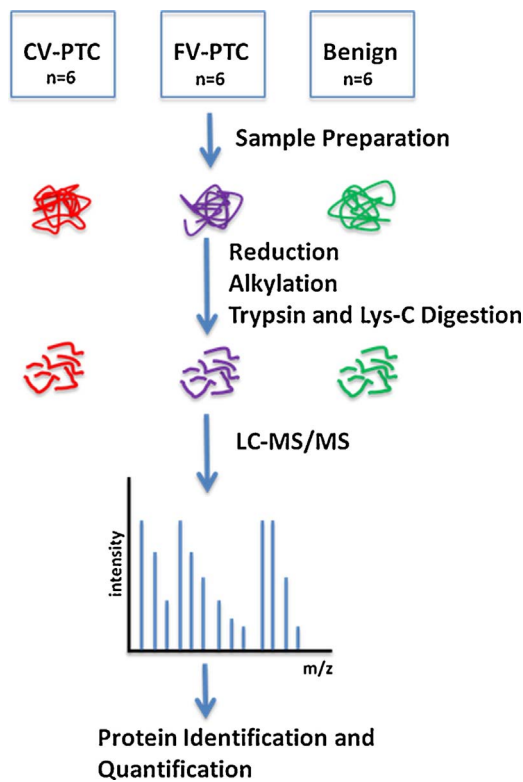 CV-PTC
n=6
FV-PTC
n=6
Benign
n=6
Sample Preparation
Reduction
Alkylation
Trypsin and Lys-C Digestion
LC-MS/MS
intensity
m/z
Protein Identification and
Quantification